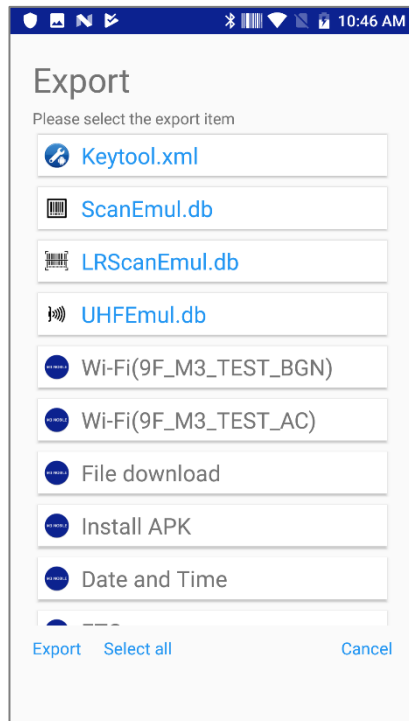 10:46 AM
Export
Please select the export item
Keytool.xml
ScanEmul.db
LRScanEmul.db
UHFEmul.db
Wi-Fi(9F_M3_TEST_BGN)
Wi-Fi(9F_M3_TEST_AC)
File download
Install APK
Date and Time
Export Select all Cancel